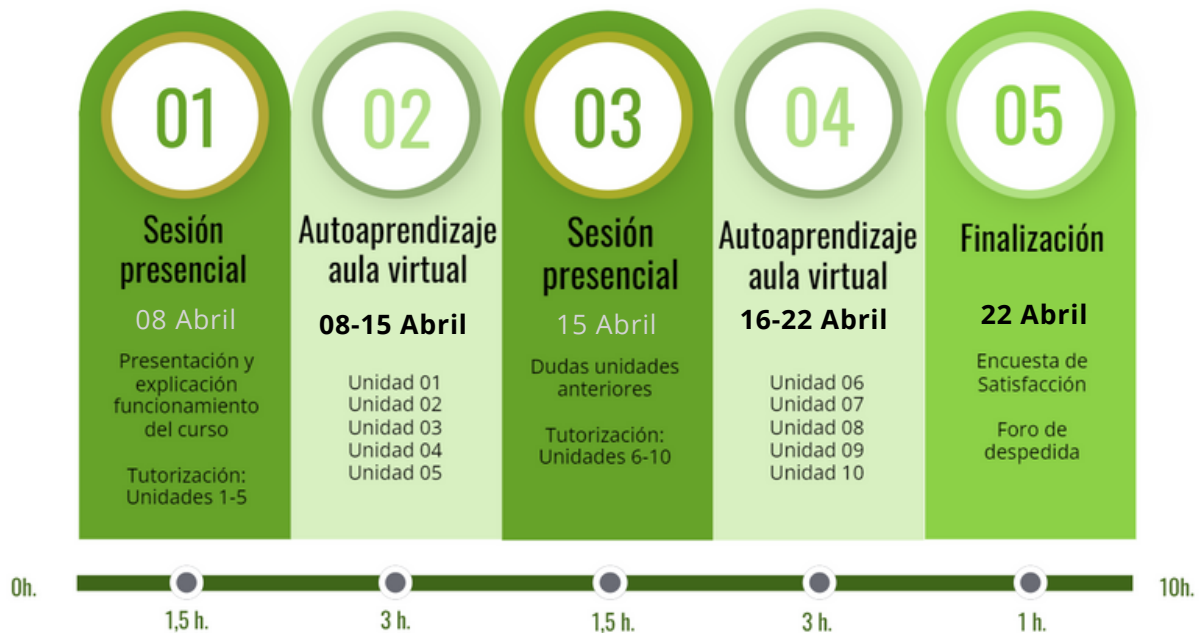 01
Sesión
presencial
08 Abril
Presentación y
explicación
funcionamiento
del curso
Tutorización:
Unidades 1-5
02
Autoaprendizaje
aula virtual
08-15 Abril
Unidad 01
Unidad 02
Unidad 03
Unidad 04
Unidad 05
03
Sesión
presencial
15 Abril
Dudas unidades
anteriores
Tutorización:
Unidades 6-10
04
Autoaprendizaje
aula virtual
16-22 Abril
Unidad 06
Unidad 07
Unidad 08
Unidad 09
Unidad 10
05
Finalización
22 Abril
Encuesta de
Satisfacción
Foro de
despedida
0h.
10h.
1,5 h.
3 h.
1,5 h.
3 h.
1 h.